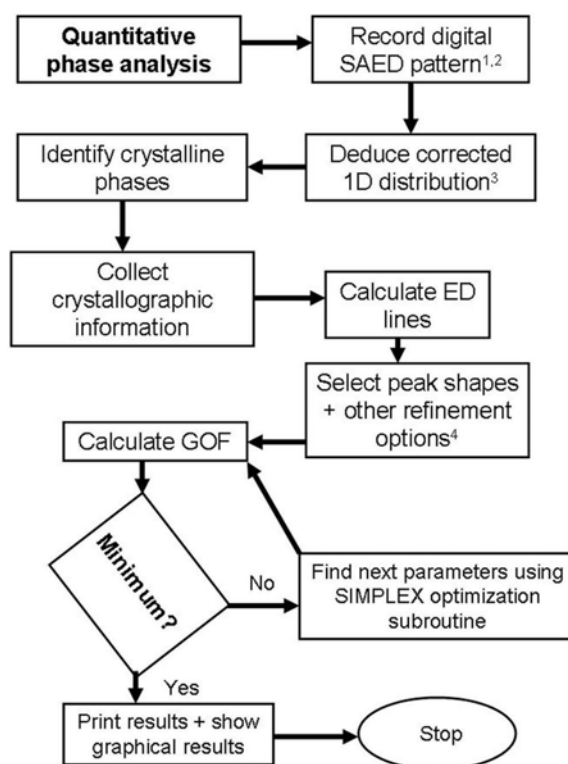 Quantitative
phase analysis
Record digital
SAED pattern¹,²
Identify crystalline
phases
Deduce corrected
1D distribution³
Collect
crystallographic
information
Calculate ED
lines
Select peak shapes
+ other refinement
options⁴
Calculate GOF
Minimum?
No
Find next parameters using
SIMPLEX optimization
subroutine
Yes
Print results + show
graphical results
Stop